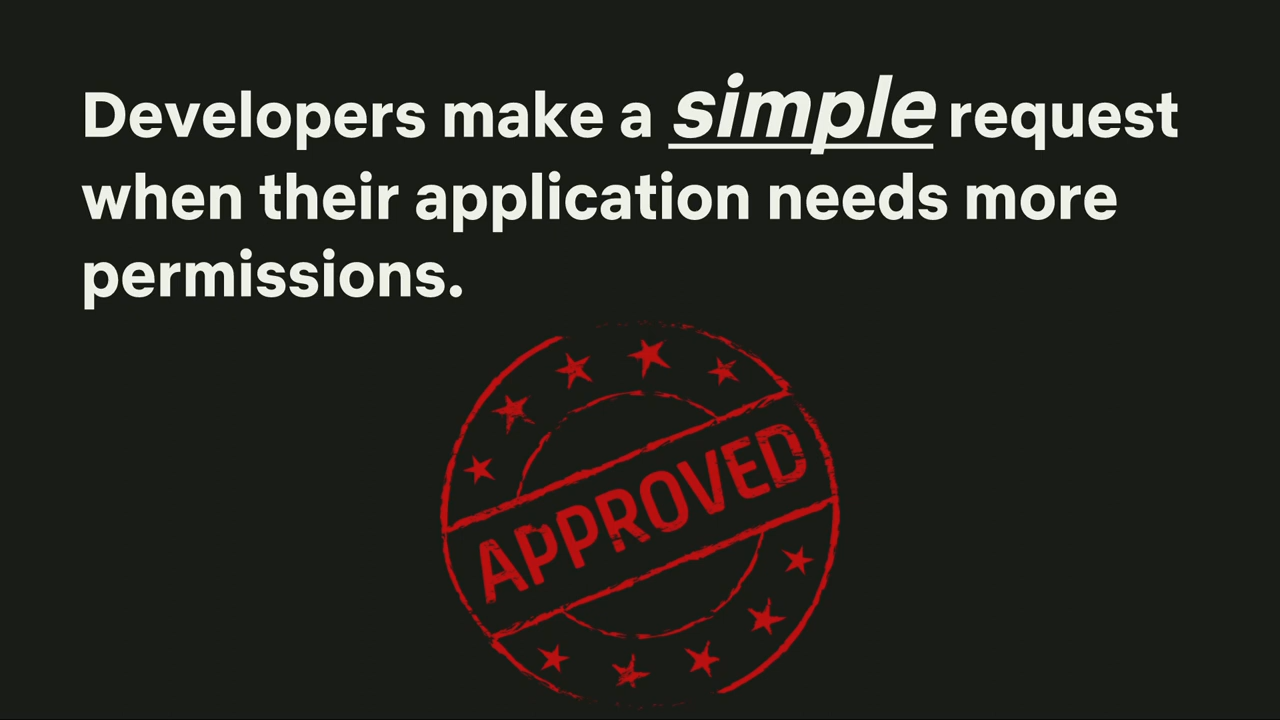 Developers make a simple request
when their application needs more
permissions.
APPROVED